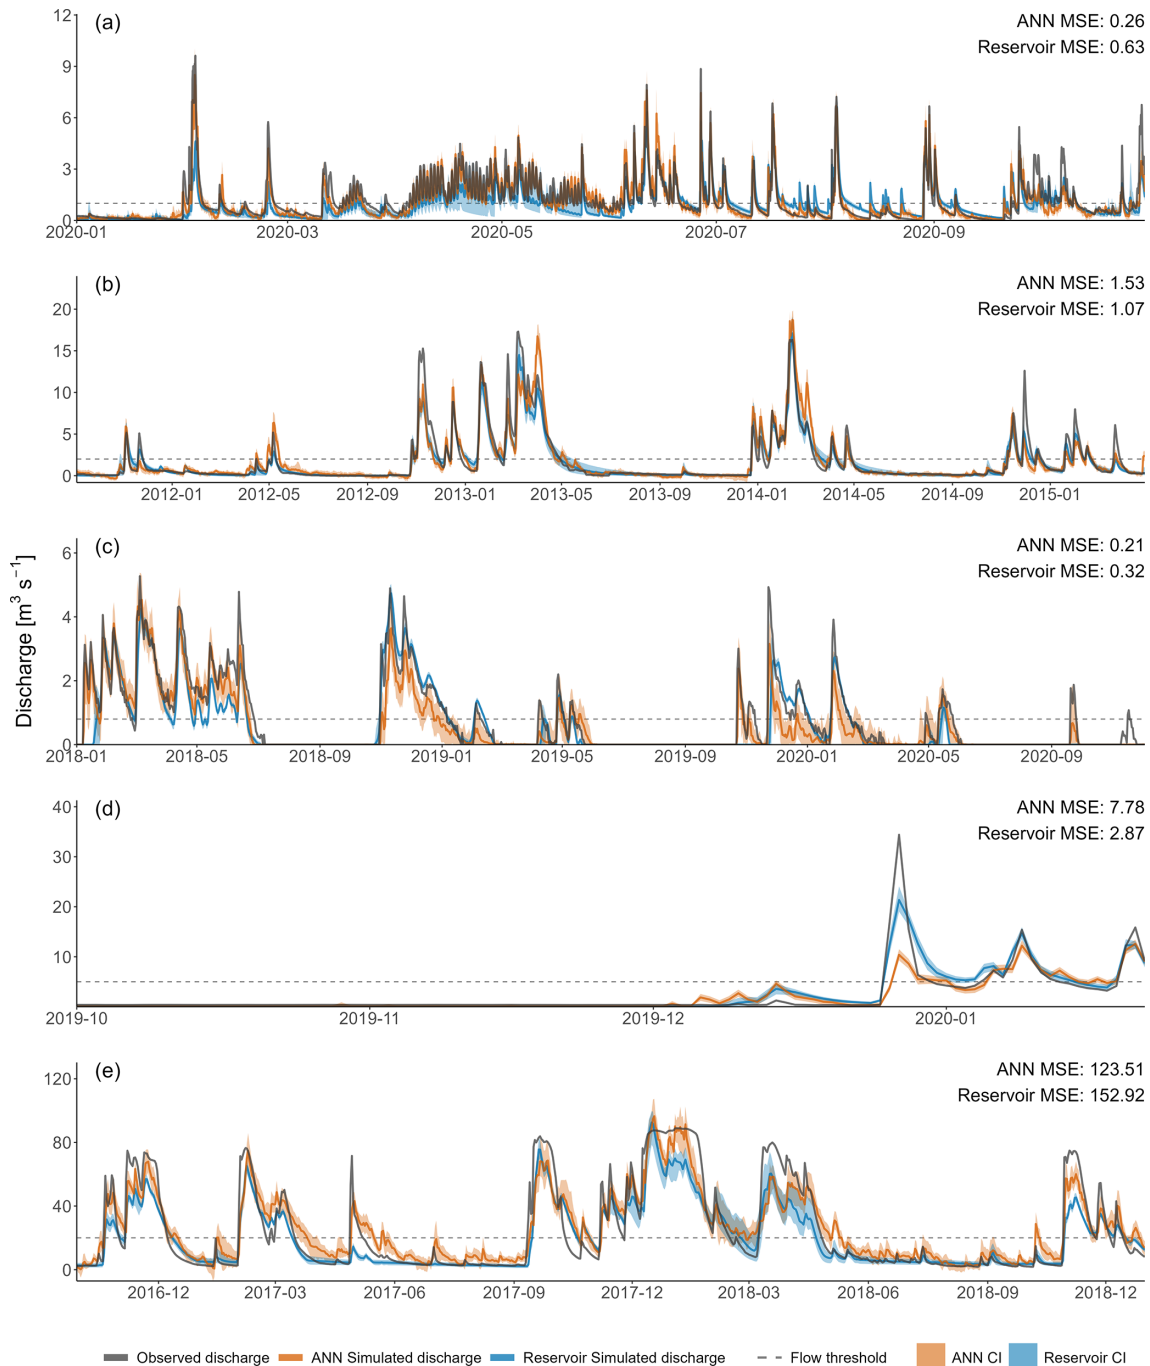 (a)
ANN MSE: 0.26
Reservoir MSE: 0.63
12
9
6
3
0
2020-01
2020-03
2020-05
2020-07
2020-09
(b)
ANN MSE: 1.53
Reservoir MSE: 1.07
20
15
10
5
0
2012-01
2012-05
2012-09
2013-01
2013-05
2013-09
2014-01
2014-05
2014-09
2015-01
Discharge [m³ s⁻¹]
(c)
ANN MSE: 0.21
Reservoir MSE: 0.32
6
4
2
0
2018-01
2018-05
2018-09
2019-01
2019-05
2019-09
2020-01
2020-05
2020-09
(d)
ANN MSE: 7.78
Reservoir MSE: 2.87
40
30
20
10
2019-10
2019-11
2019-12
2020-01
(e)
ANN MSE: 123.51
Reservoir MSE: 152.92
120
80
40
0
2016-12
2017-03
2017-06
2017-09
2017-12
2018-03
2018-06
2018-09
2018-12
Observed discharge
ANN Simulated discharge
Reservoir Simulated discharge
Flow threshold
ANN CI
Reservoir CI